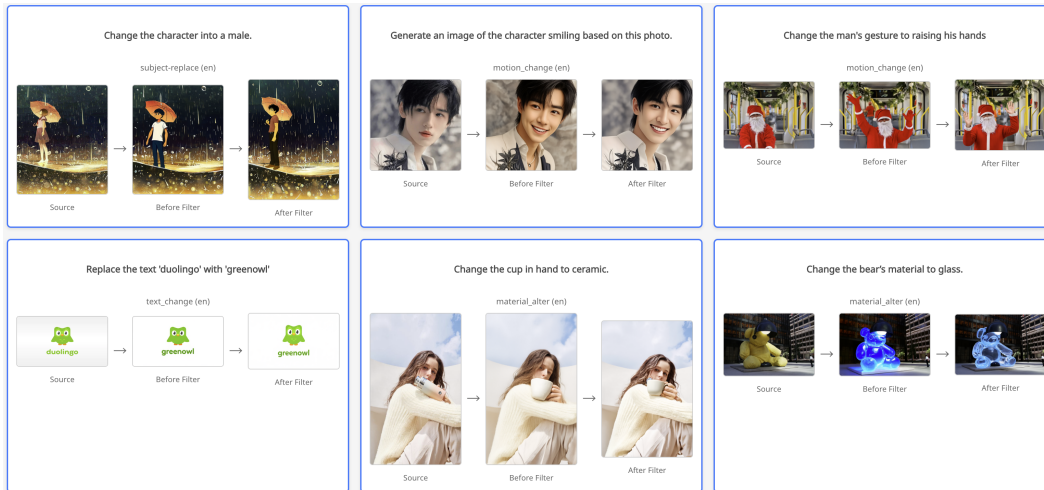 Change the character into a male.
subject-replace (en)
Source
Before Filter
After Filter
Generate an image of the character smiling based on this photo.
motion_change (en)
Source
Before Filter
After Filter
Change the man's gesture to raising his hands
motion_change (en)
Source
Before Filter
After Filter
Replace the text 'duolingo' with 'greenowl'
text_change (en)
duolingo
greenowl
greenowl
Source
Before Filter
After Filter
Change the cup in hand to ceramic.
material_alter (en)
Source
Before Filter
After Filter
Change the bear's material to glass.
material_alter (en)
Source
Before Filter
After Filter